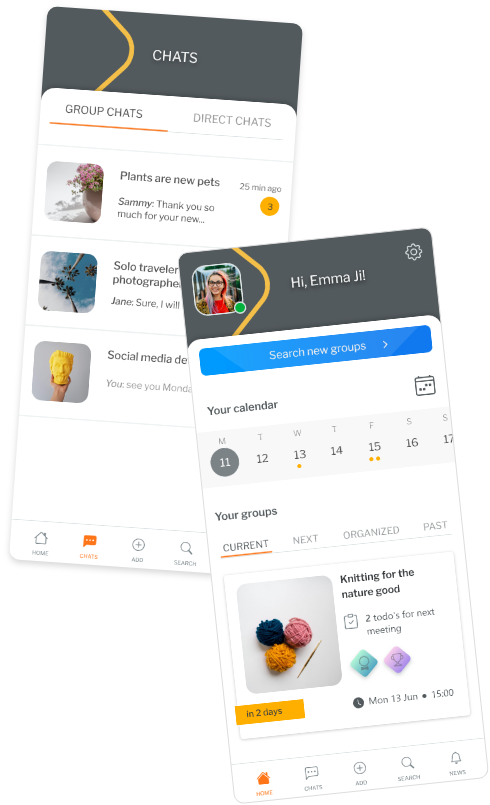 CHATS
GROUP CHATS
DIRECT CHATS
Plants are new pets
25 min ago
Sammy: Thank you so
much for your new...
3
Solo traveler
photographe
Jane: Sure, I will
Social media de
You: see you Monda
HOME
CHATS
ADD
SEARCH
Hi, Emma Ji!
Search new groups
Your calendar
M T W T F S S
11 12 13 14 15 16 17
Your groups
CURRENT
NEXT
ORGANIZED
PAST
Knitting for the
nature good
2 todo's for next
meeting
in 2 days
Mon 13 Jun • 15:00
HOME
CHATS
ADD
SEARCH
NEWS